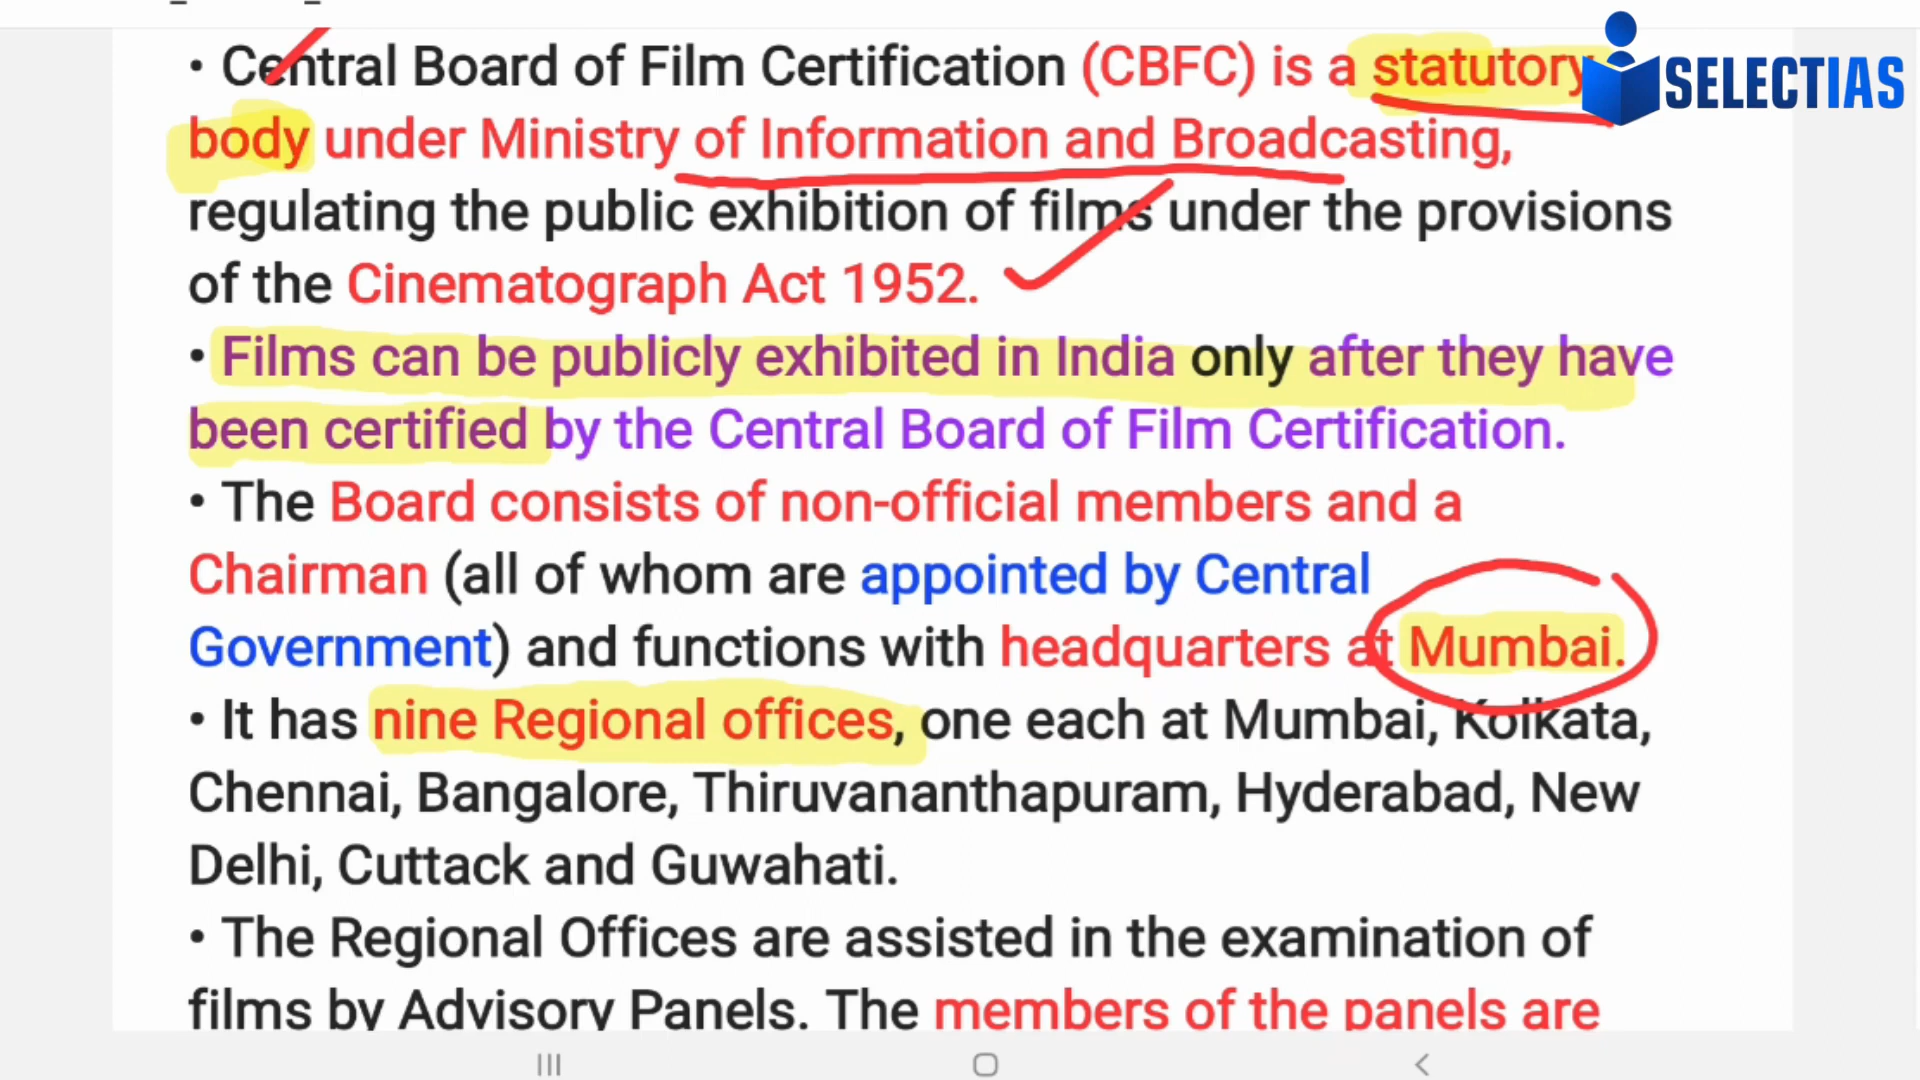 • Central Board of Film Certification (CBFC) is a statutory
SELECTIAS
body under Ministry of Information and Broadcasting,
regulating the public exhibition of films under the provisions
of the Cinematograph Act 1952.
• Films can be publicly exhibited in India only after they have
been certified by the Central Board of Film Certification.
• The Board consists of non-official members and a
Chairman (all of whom are appointed by Central
Government) and functions with headquarters at Mumbai.
• It has nine Regional offices, one each at Mumbai, Kolkata,
Chennai, Bangalore, Thiruvananthapuram, Hyderabad, New
Delhi, Cuttack and Guwahati.
• The Regional Offices are assisted in the examination of
films by Advisory Panels. The members of the panels are